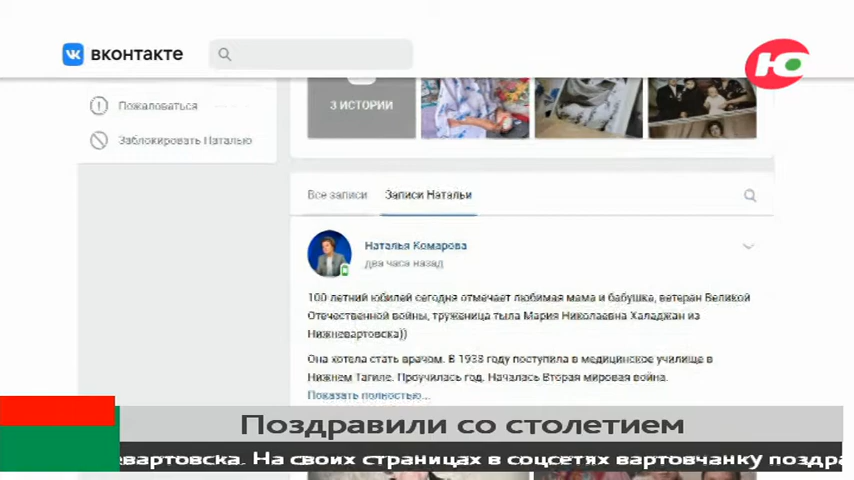 вконтакте
Ю
Пожаловаться
Заблокировать Наталью
3 ИСТОРИИ
Все записи Записи Натальи
Наталья Комарова
два часа назад
100 летний юбилей сегодня отмечает любимая мама и бабушка, ветеран Великой
Отечественной войны, труженица тыла Мария Николаевна Халаджан из
Нижневартовска))
Она хотела стать врачом. В 1938 году поступила в медицинское училище в
Нижнем Тагиле. Проучилась год. Началась Вторая мировая война.
Показать полностью...
Поздравили со столетием
евартовска. На своих страницах в соцсетях вартовчанку поздра